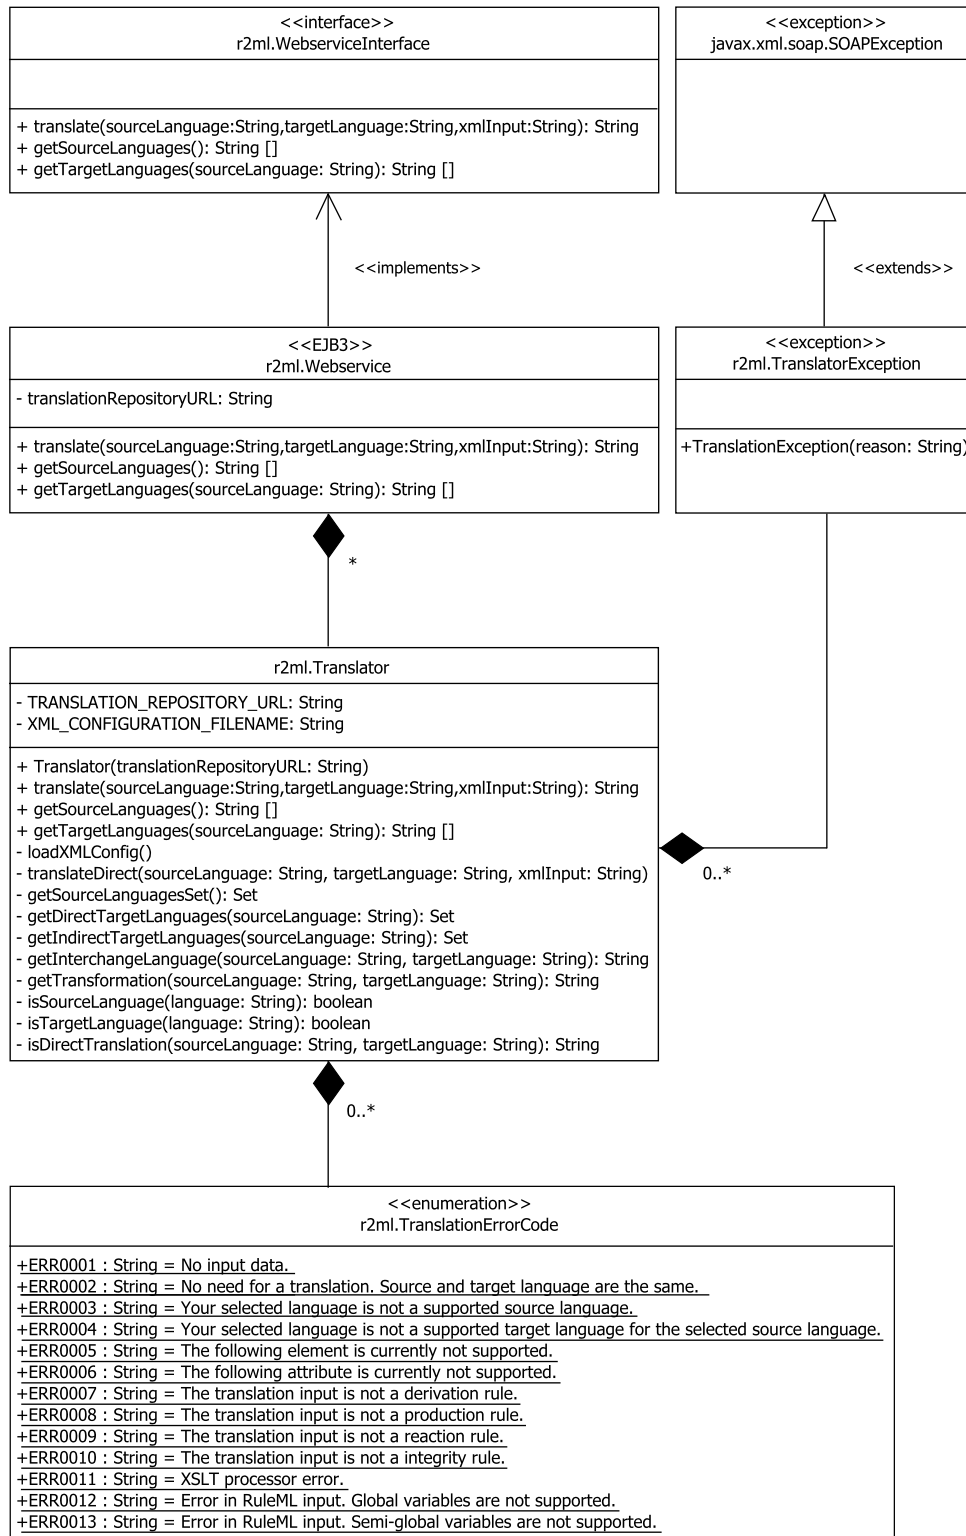 <<interface>>
r2ml.WebserviceInterface
+ translate(sourceLanguage:String,targetLanguage:String,xmlInput:String): String
+ getSourceLanguages(): String []
+ getTargetLanguages(sourceLanguage: String): String []
<<exception>>
javax.xml.soap.SOAPException
<<implements>>
<<extends>>
<<EJB3>>
r2ml.Webservice
- translationRepositoryURL: String
+ translate(sourceLanguage:String,targetLanguage:String,xmlInput:String): String
+ getSourceLanguages(): String []
+ getTargetLanguages(sourceLanguage: String): String []
<<exception>>
r2ml.TranslatorException
+TranslationException(reason: String)
*
r2ml.Translator
- TRANSLATION_REPOSITORY_URL: String
- XML_CONFIGURATION_FILENAME: String
+ Translator(translationRepositoryURL: String)
+ translate(sourceLanguage:String,targetLanguage:String,xmlInput:String): String
+ getSourceLanguages(): String []
+ getTargetLanguages(sourceLanguage: String): String []
- loadXMLConfig()
- translateDirect(sourceLanguage: String, targetLanguage: String, xmlInput: String)
- getSourceLanguagesSet(): Set
- getDirectTargetLanguages(sourceLanguage: String): Set
- getIndirectTargetLanguages(sourceLanguage: String): Set
- getInterchangeLanguage(sourceLanguage: String, targetLanguage: String): String
- getTransformation(sourceLanguage: String, targetLanguage: String): String
- isSourceLanguage(language: String): boolean
- isTargetLanguage(language: String): boolean
- isDirectTranslation(sourceLanguage: String, targetLanguage: String): String
0..*
0..*
<<enumeration>>
r2ml.TranslationErrorCode
+ERR0001 : String = No input data.
+ERR0002 : String = No need for a translation. Source and target language are the same.
+ERR0003 : String = Your selected language is not a supported source language.
+ERR0004 : String = Your selected language is not a supported target language for the selected source language.
+ERR0005 : String = The following element is currently not supported.
+ERR0006 : String = The following attribute is currently not supported.
+ERR0007 : String = The translation input is not a derivation rule.
+ERR0008 : String = The translation input is not a production rule.
+ERR0009 : String = The translation input is not a reaction rule.
+ERR0010 : String = The translation input is not a integrity rule.
+ERR0011 : String = XSLT processor error.
+ERR0012 : String = Error in RuleML input. Global variables are not supported.
+ERR0013 : String = Error in RuleML input. Semi-global variables are not supported.